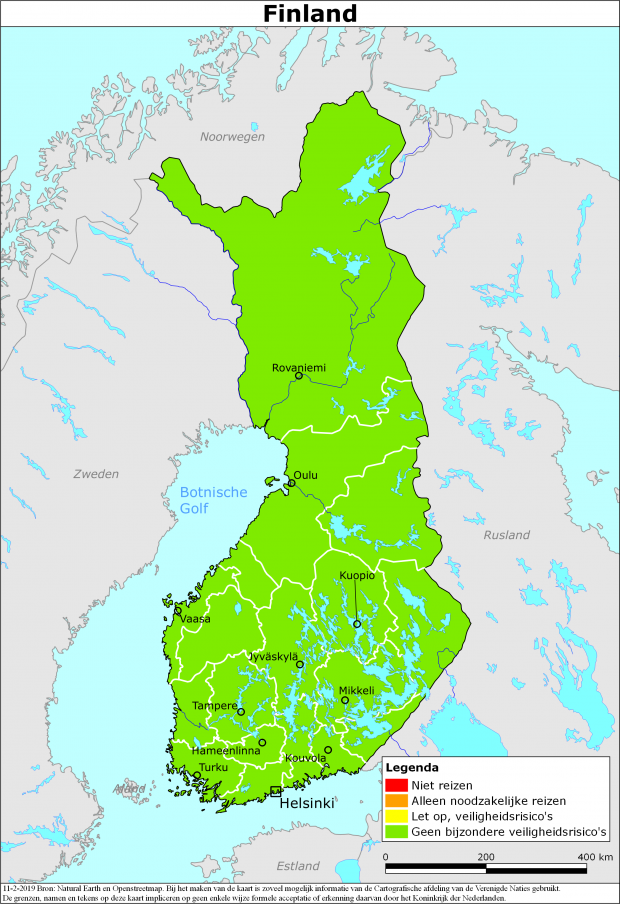 Finland
Noorwegen
Rovaniemi
Zweden
Oulu
Botnische
Golf
Rusland
Kuopio
Vaasa
Jyväskylä
Mikkeli
Tampere
Hameenlinna
Kouvola
Turku
Åland
Helsinki
Estland
Legenda
Niet reizen
Alleen noodzakelijke reizen
Let op, veiligheidsrisico's
Geen bijzondere veiligheidsrisico's
0 200 400 km
11-2-2019 Bron: Natural Earth en Openstreetmap. Bij het maken van de kaart is zoveel mogelijk informatie van de Cartografische afdeling van de Verenigde Naties gebruikt.
De grenzen, namen en tekens op deze kaart impliceren op geen enkele wijze formele acceptatie of erkenning daarvan door het Koninkrijk der Nederlanden.